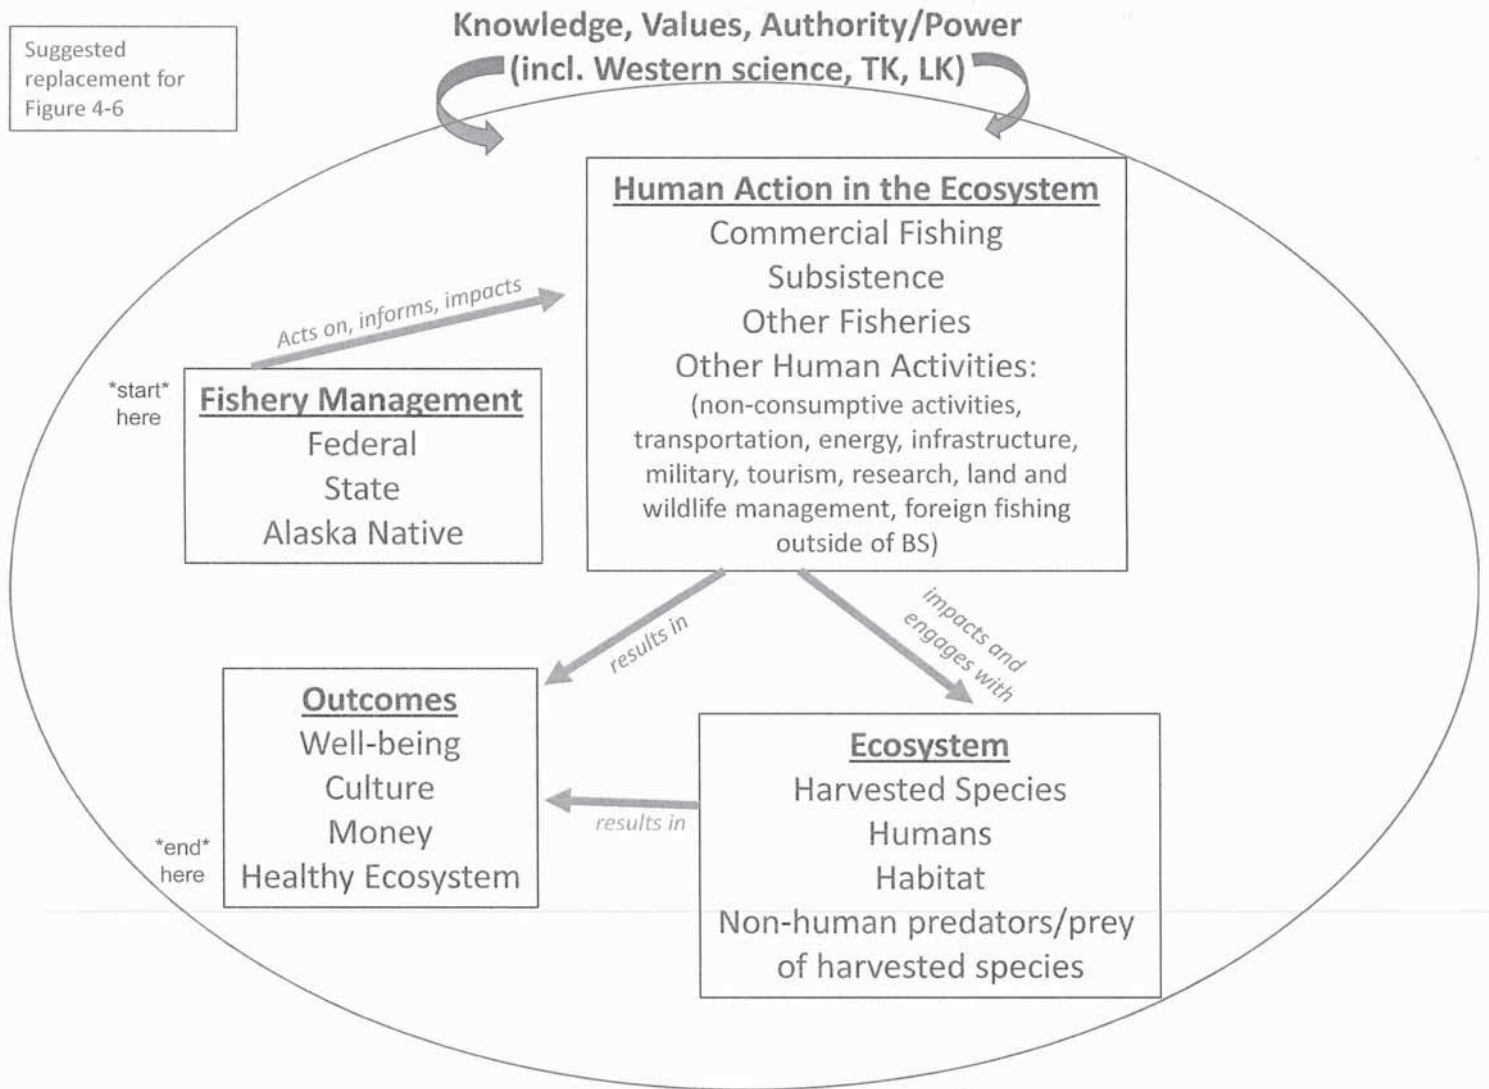 Suggested
replacement for
Figure 4-6
Knowledge, Values, Authority/Power
(incl. Western science, TK, LK)
Human Action in the Ecosystem
Commercial Fishing
Subsistence
Other Fisheries
Other Human Activities:
(non-consumptive activities,
transportation, energy, infrastructure,
military, tourism, research, land and
wildlife management, foreign fishing
outside of BS)
Acts on, informs, impacts
*start*
here
Fishery Management
Federal
State
Alaska Native
results in
impacts and
engages with
Outcomes
Well-being
Culture
Money
Healthy Ecosystem
*end*
here
results in
Ecosystem
Harvested Species
Humans
Habitat
Non-human predators/prey
of harvested species